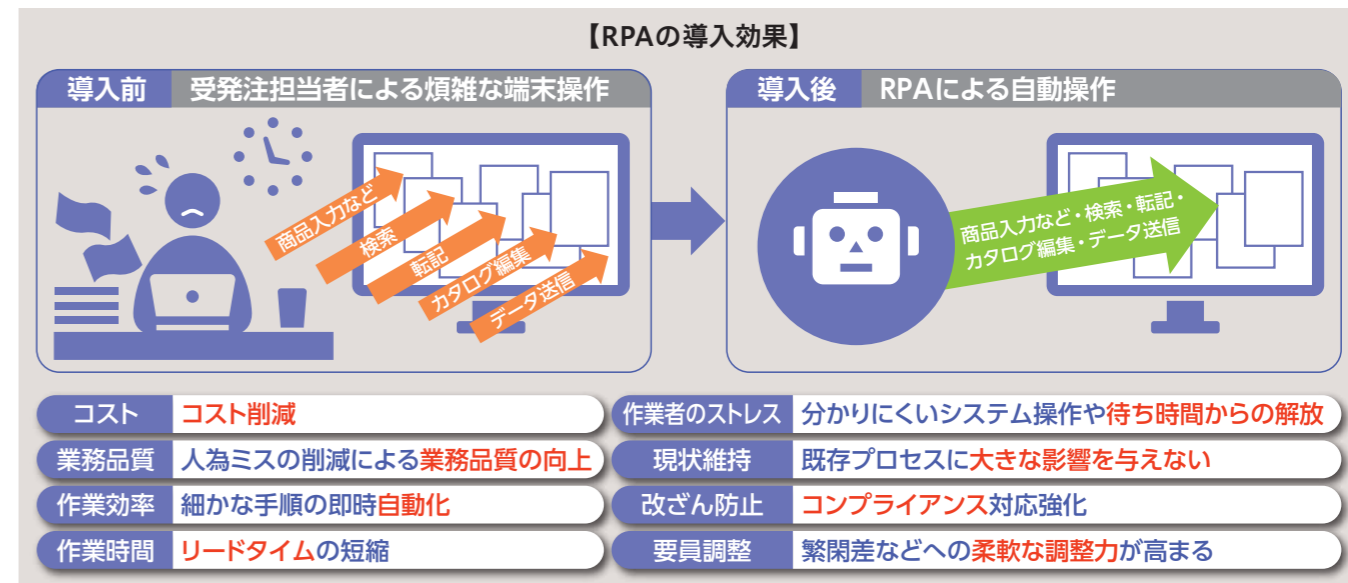 【RPAの導入効果】
導入前 受発注担当者による煩雑な端末操作
商品入力など
検索
転記
カタログ編集
データ送信
導入後 RPAによる自動操作
商品入力など・検索・転記・
カタログ編集・データ送信
コスト コスト削減
業務品質 人為ミスの削減による業務品質の向上
作業効率 細かな手順の即時自動化
作業時間 リードタイムの短縮
作業者のストレス 分かりにくいシステム操作や待ち時間からの解放
現状維持 既存プロセスに大きな影響を与えない
改ざん防止 コンプライアンス対応強化
要員調整 繁閑差などへの柔軟な調整力が高まる